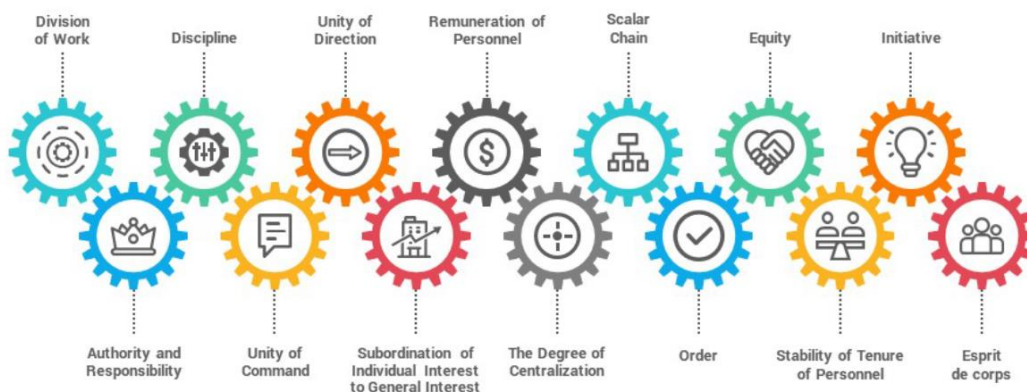 Division
of Work
Discipline
Unity of
Direction
Remuneration of
Personnel
Scalar
Chain
Equity
Initiative
$
Authority and
Responsibility
Unity of
Command
Subordination of
Individual Interest
to General Interest
The Degree of
Centralization
Order
Stability of Tenure
of Personnel
Esprit
de corps